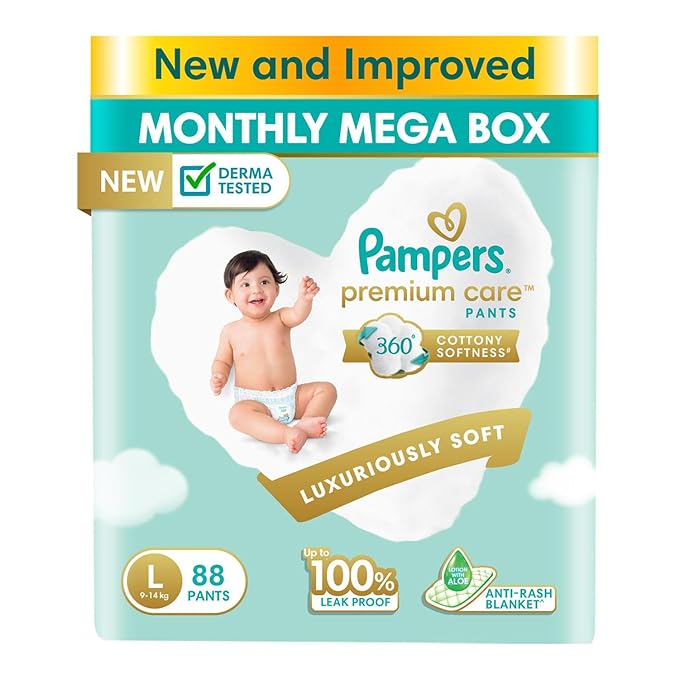 New and Improved
MONTHLY MEGA BOX
NEW
DERMA
TESTED
Pampers®
premium care™
PANTS
360°
COTTONY
SOFTNESS#
LUXURIOUSLY SOFT
L
9-14 kg
88
PANTS
Up to
100%
LEAK PROOF
LOTION WITH
ALOE
ANTI-RASH
BLANKET^